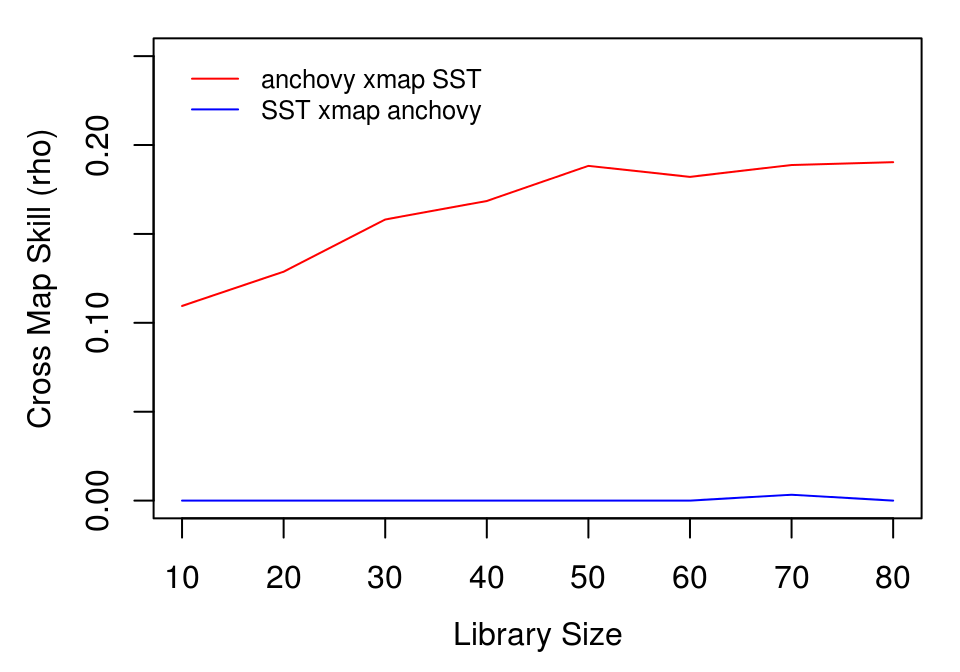 anchovy xmap SST
SST xmap anchovy
Cross Map Skill (rho)
0.20
0.10
0.00
10 20 30 40 50 60 70 80
Library Size